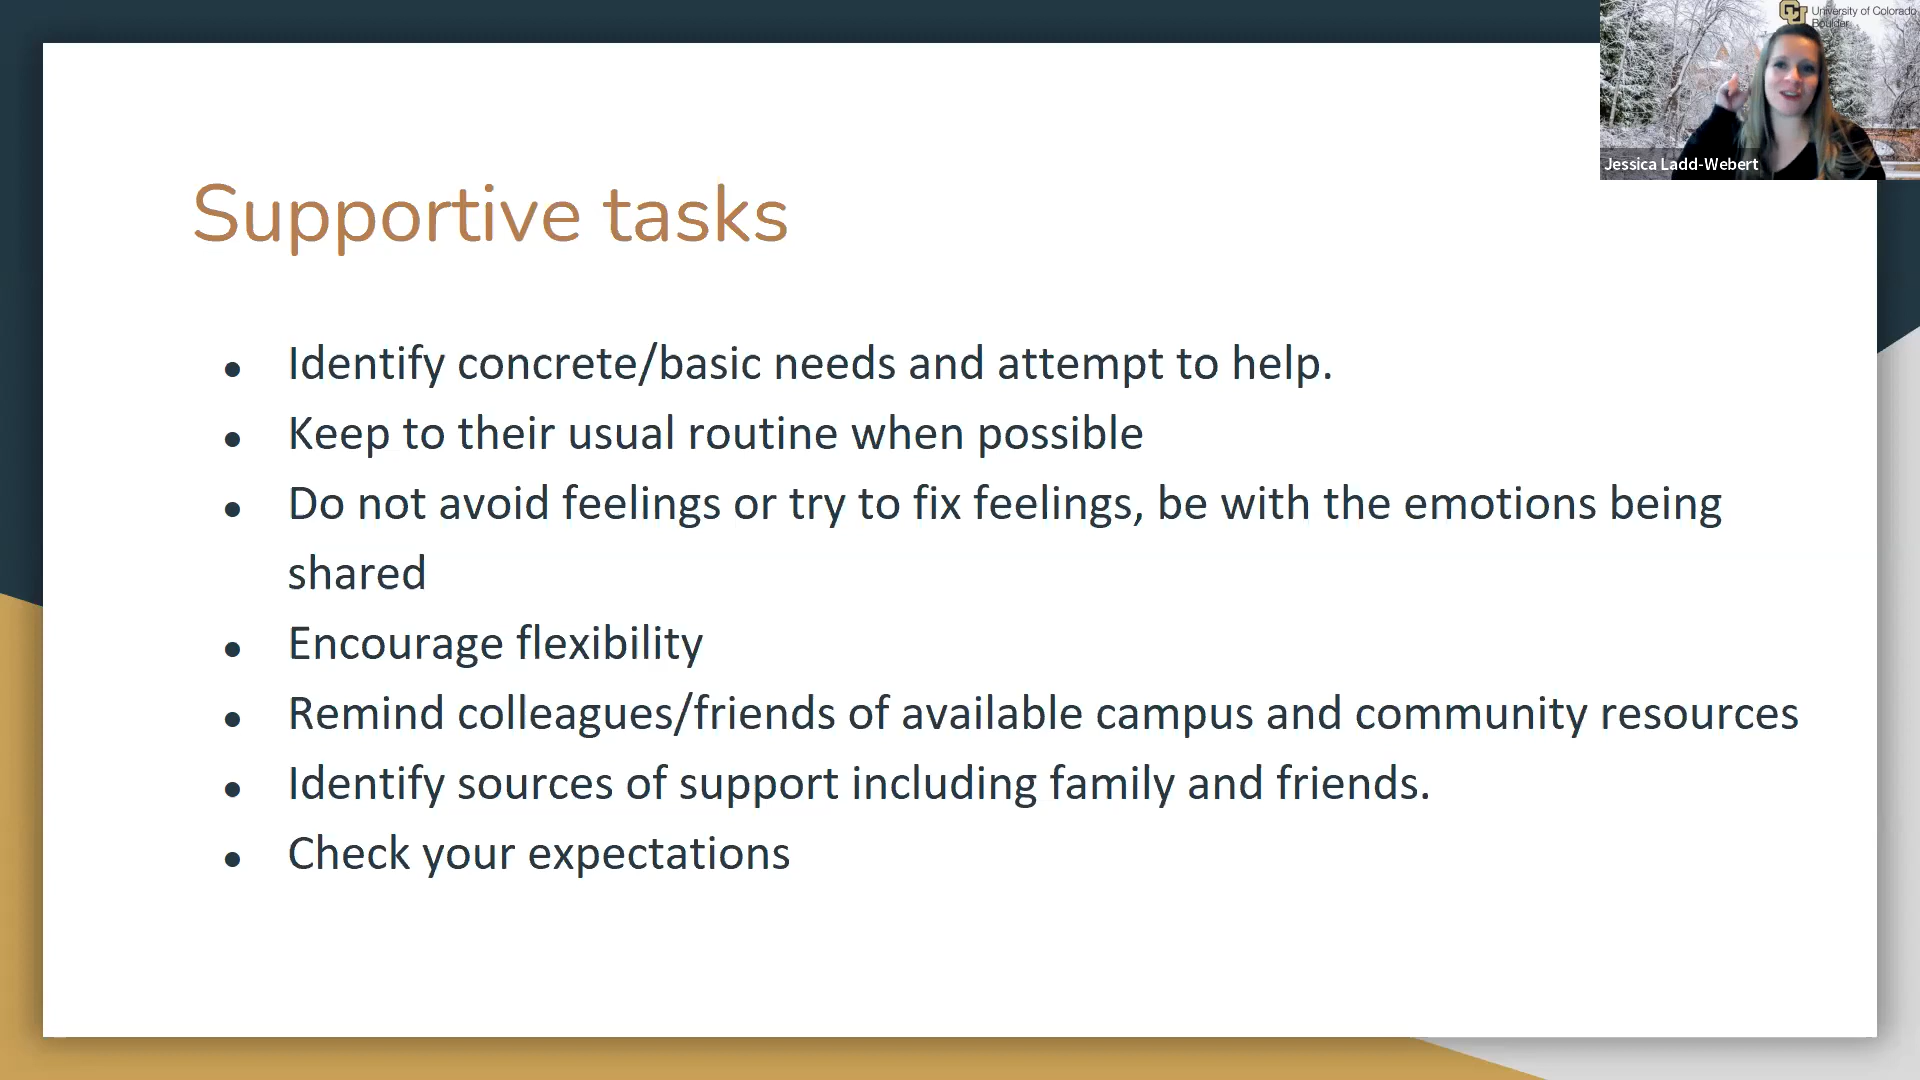 University of Colorado
Boulder
Jessica Ladd-Webert
Supportive tasks
● Identify concrete/basic needs and attempt to help.
● Keep to their usual routine when possible
● Do not avoid feelings or try to fix feelings, be with the emotions being
shared
● Encourage flexibility
● Remind colleagues/friends of available campus and community resources
● Identify sources of support including family and friends.
● Check your expectations